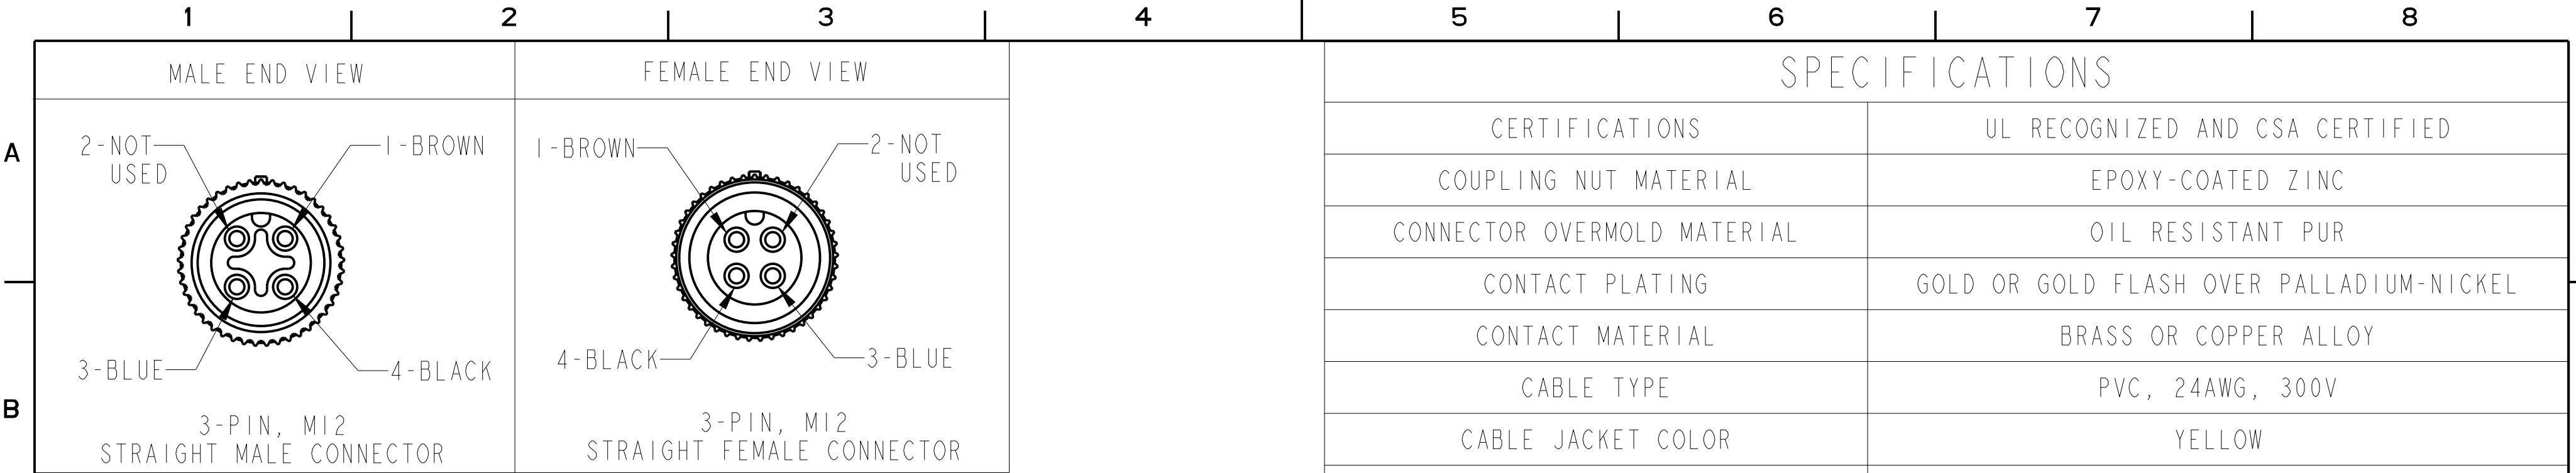 1 2 3 4 5 6 7 8
A
B
MALE END VIEW
2-NOT
USED
1-BROWN
3-BLUE
4-BLACK
3-PIN, M12
STRAIGHT MALE CONNECTOR
FEMALE END VIEW
1-BROWN
2-NOT
USED
4-BLACK
3-BLUE
3-PIN, M12
STRAIGHT FEMALE CONNECTOR
SPECIFICATIONS
CERTIFICATIONS UL RECOGNIZED AND CSA CERTIFIED
COUPLING NUT MATERIAL EPOXY-COATED ZINC
CONNECTOR OVERMOLD MATERIAL OIL RESISTANT PUR
CONTACT PLATING GOLD OR GOLD FLASH OVER PALLADIUM-NICKEL
CONTACT MATERIAL BRASS OR COPPER ALLOY
CABLE TYPE PVC, 24AWG, 300V
CABLE JACKET COLOR YELLOW